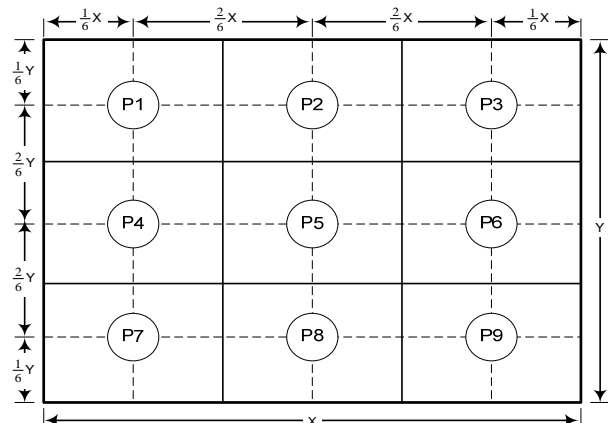 1/6 X 2/6 X 2/6 X 1/6 X
1/6 Y
P1 P2 P3
2/6 Y
P4 P5 P6
Y
2/6 Y
P7 P8 P9
1/6 Y
X